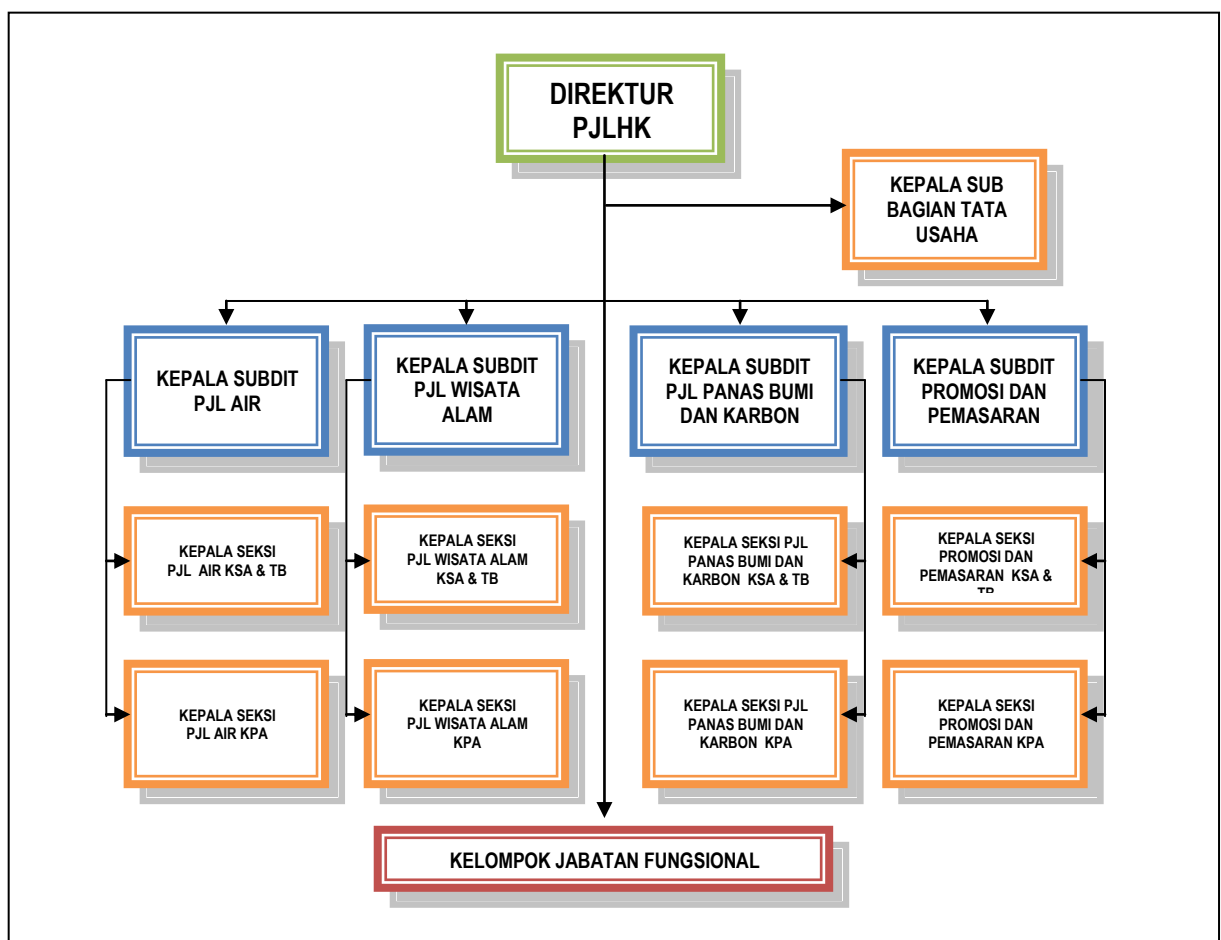 DIREKTUR
PJLHK
KEPALA SUB
BAGIAN TATA
USAHA
KEPALA SUBDIT
PJL AIR
KEPALA SUBDIT
PJL WISATA
ALAM
KEPALA SUBDIT
PJL PANAS BUMI
DAN KARBON
KEPALA SUBDIT
PROMOSI DAN
PEMASARAN
KEPALA SEKSI
PJL AIR KSA & TB
KEPALA SEKSI
PJL WISATA ALAM
KSA & TB
KEPALA SEKSI PJL
PANAS BUMI DAN
KARBON KSA & TB
KEPALA SEKSI
PROMOSI DAN
PEMASARAN KSA &
TB
KEPALA SEKSI
PJL AIR KPA
KEPALA SEKSI
PJL WISATA ALAM
KPA
KEPALA SEKSI PJL
PANAS BUMI DAN
KARBON KPA
KEPALA SEKSI
PROMOSI DAN
PEMASARAN KPA
KELOMPOK JABATAN FUNGSIONAL